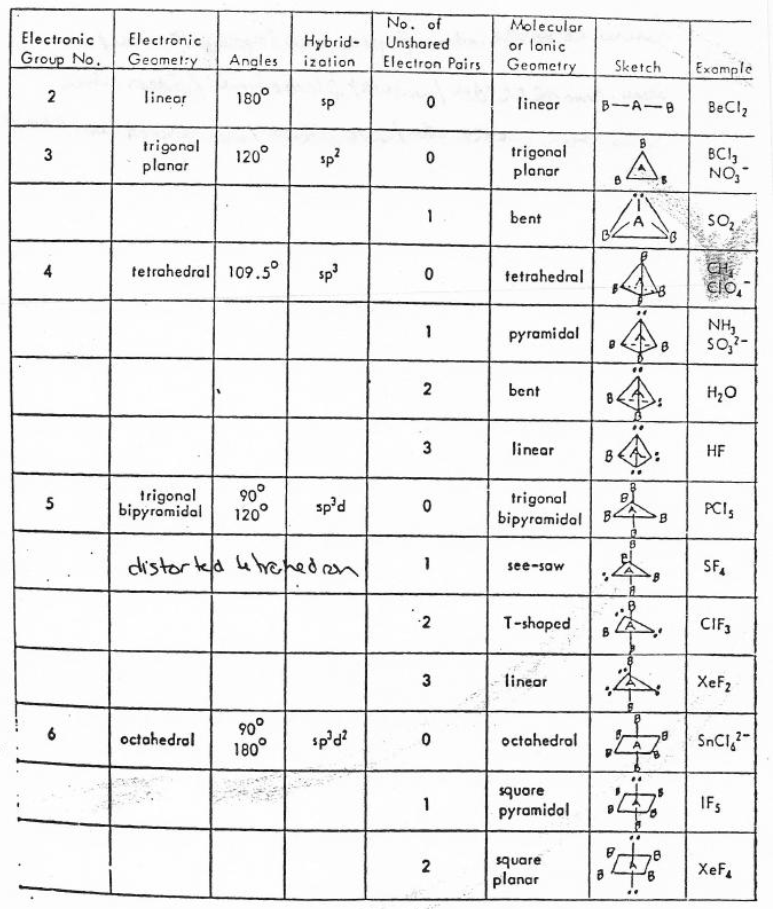 Electronic Group No. Electronic Geometry Angles Hybrid-ization No. of Unshared Electron Pairs Molecular or Ionic Geometry Sketch Example
2 linear 180° sp 0 linear B—A—B BeCl₂
3 trigonal planar 120° sp² 0 trigonal planar B A B B BCl₃ NO₃⁻
1 bent A B B SO₂
4 tetrahedral 109.5° sp³ 0 tetrahedral B A B B B CH₄ ClO₄⁻
1 pyramidal B A B B NH₃ SO₃²⁻
2 bent B A B H₂O
3 linear B A HF
5 trigonal bipyramidal 90° 120° sp³d 0 trigonal bipyramidal B B A B B B PCl₅
distorted tetrahedron 1 see-saw B B A B B SF₄
2 T-shaped B B A B ClF₃
3 linear B A B XeF₂
6 octahedral 90° 180° sp³d² 0 octahedral B B B A B B B SnCl₆²⁻
1 square pyramidal B B A B B B IF₅
2 square planar B B A B B XeF₄